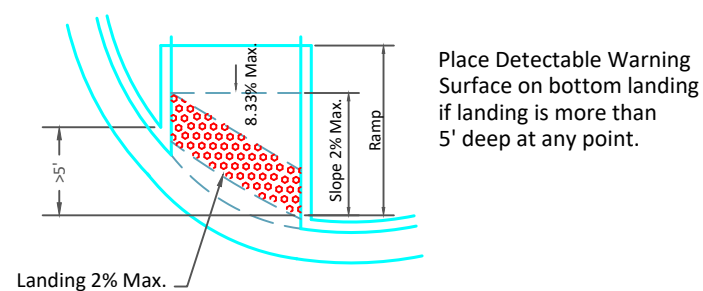 8.33% Max.
Slope 2% Max.
Ramp
>5'
Landing 2% Max.
Place Detectable Warning
Surface on bottom landing
if landing is more than
5' deep at any point.